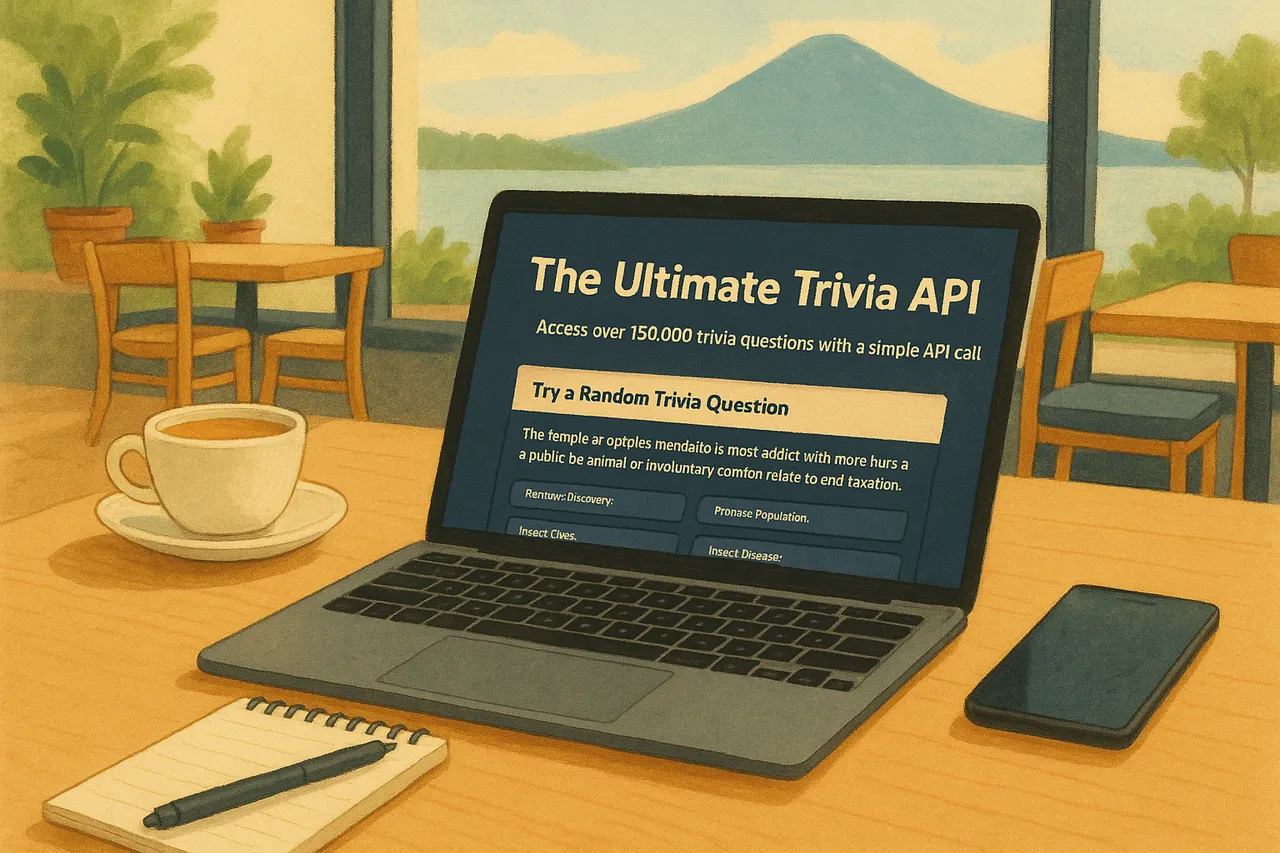 The Ultimate Trivia API
Access over 150.000 trivia questions with a simple API call
Try a Random Trivia Question
The femple ar optples mendaito is most addict with more hurs a
a public be animal or involuntary comfon relate to end taxation.
Rentuw: Discovery:
Pronase Population.
Insect Clves.
Insect Disease: